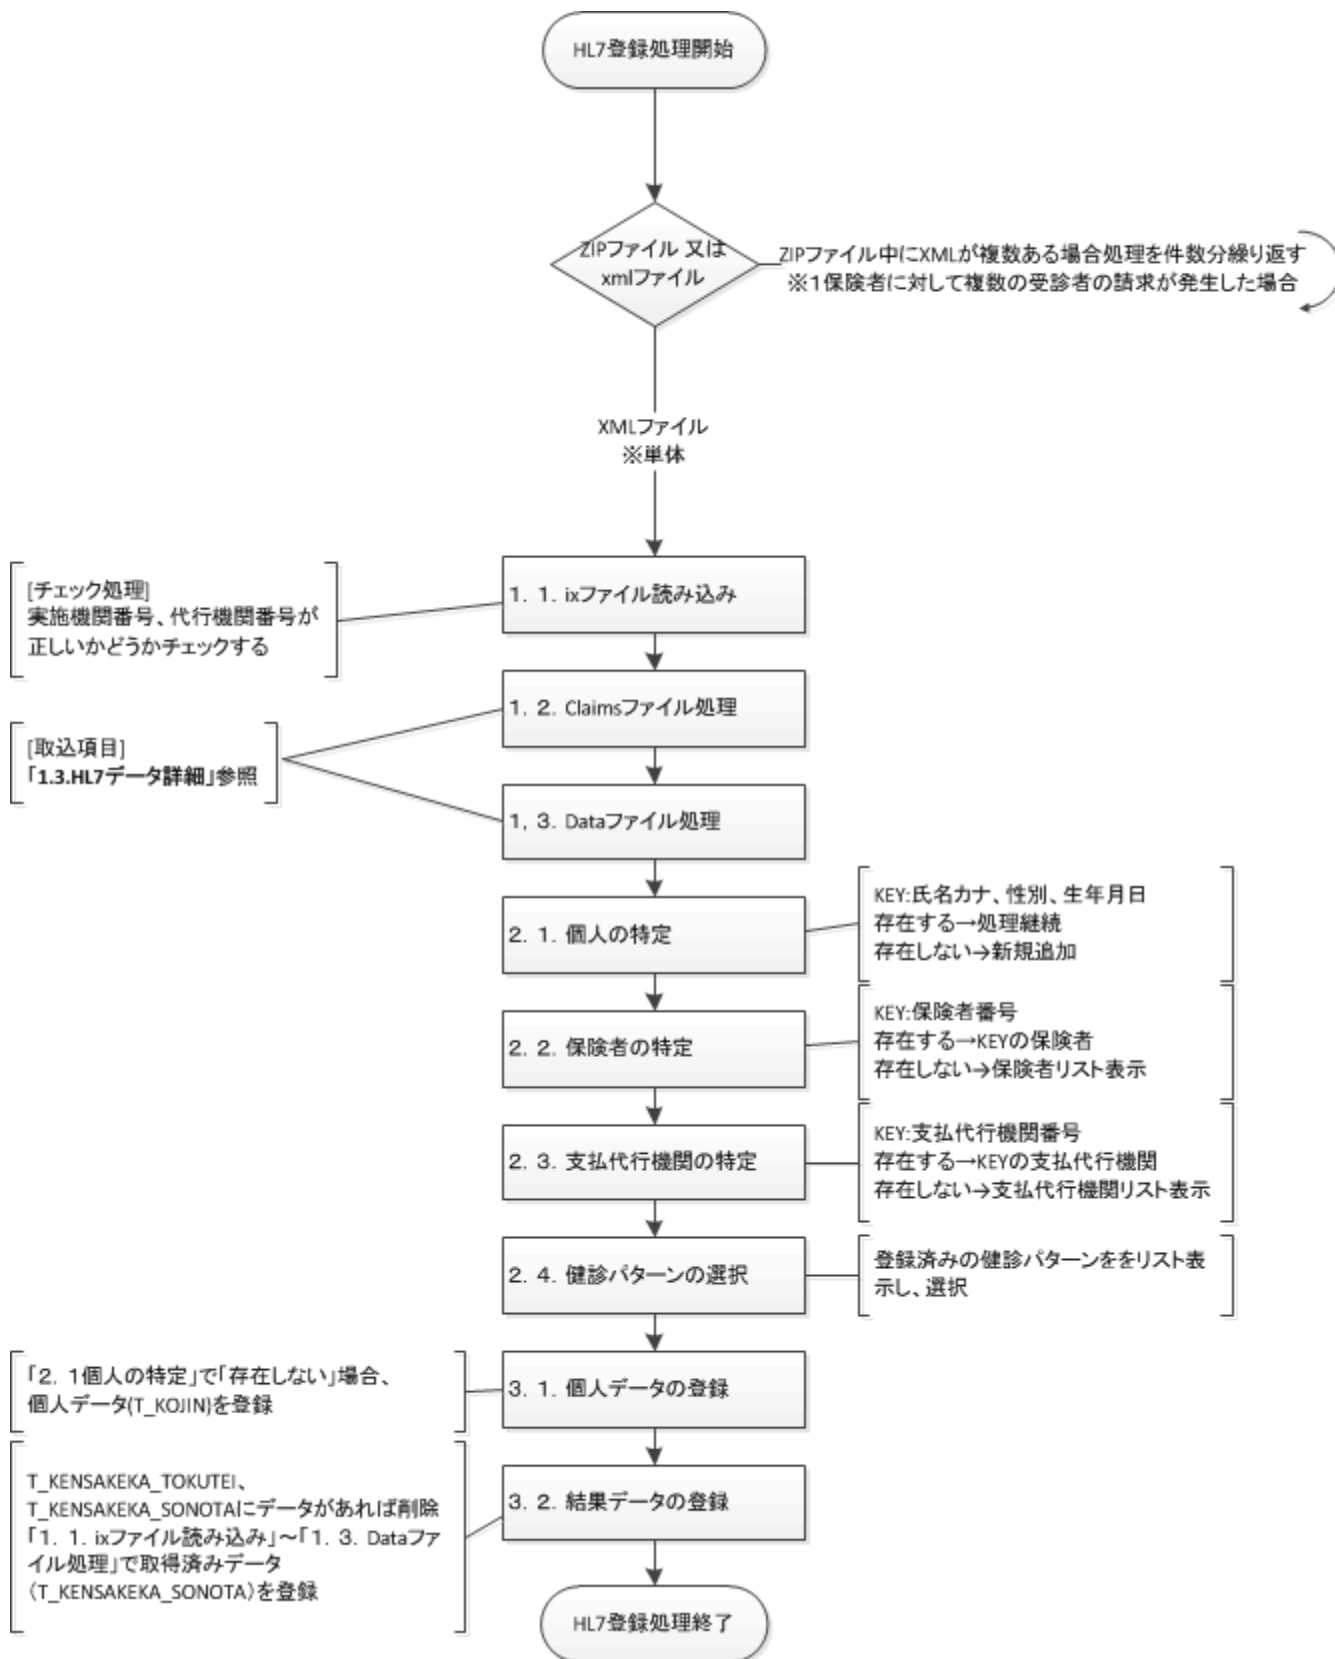 HL7登録処理開始
ZIPファイル 又は
xmlファイル
ZIPファイル中にXMLが複数ある場合処理を件数分繰り返す
※1保険者に対して複数の受診者の請求が発生した場合
XMLファイル
※単体
[チェック処理]
実施機関番号、代行機関番号が
正しいかどうかチェックする
1. 1. ixファイル読み込み
1. 2. Claimsファイル処理
[取込項目]
「1.3.HL7データ詳細」参照
1, 3. Dataファイル処理
2. 1. 個人の特定
KEY:氏名カナ、性別、生年月日
存在する→処理継続
存在しない→新規追加
2. 2. 保険者の特定
KEY:保険者番号
存在する→KEYの保険者
存在しない→保険者リスト表示
2. 3. 支払代行機関の特定
KEY:支払代行機関番号
存在する→KEYの支払代行機関
存在しない→支払代行機関リスト表示
2. 4. 健診パターンの選択
登録済みの健診パターンををリスト表
示し、選択
「2. 1個人の特定」で「存在しない」場合、
個人データ(T_KOJIN)を登録
3. 1. 個人データの登録
T_KENSAKEKA_TOKUTEI、
T_KENSAKEKA_SONOTAにデータがあれば削除
「1. 1. ixファイル読み込み」～「1. 3. Dataファ
イル処理」で取得済みデータ
（T_KENSAKEKA_SONOTA）を登録
3. 2. 結果データの登録
HL7登録処理終了